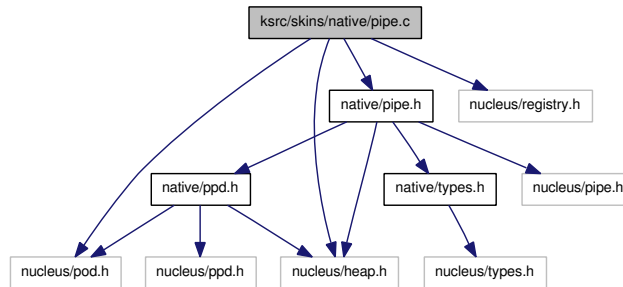 ksrc/skins/native/pipe.c
native/pipe.h
nucleus/registry.h
native/ppd.h
native/types.h
nucleus/pipe.h
nucleus/pod.h
nucleus/ppd.h
nucleus/heap.h
nucleus/types.h